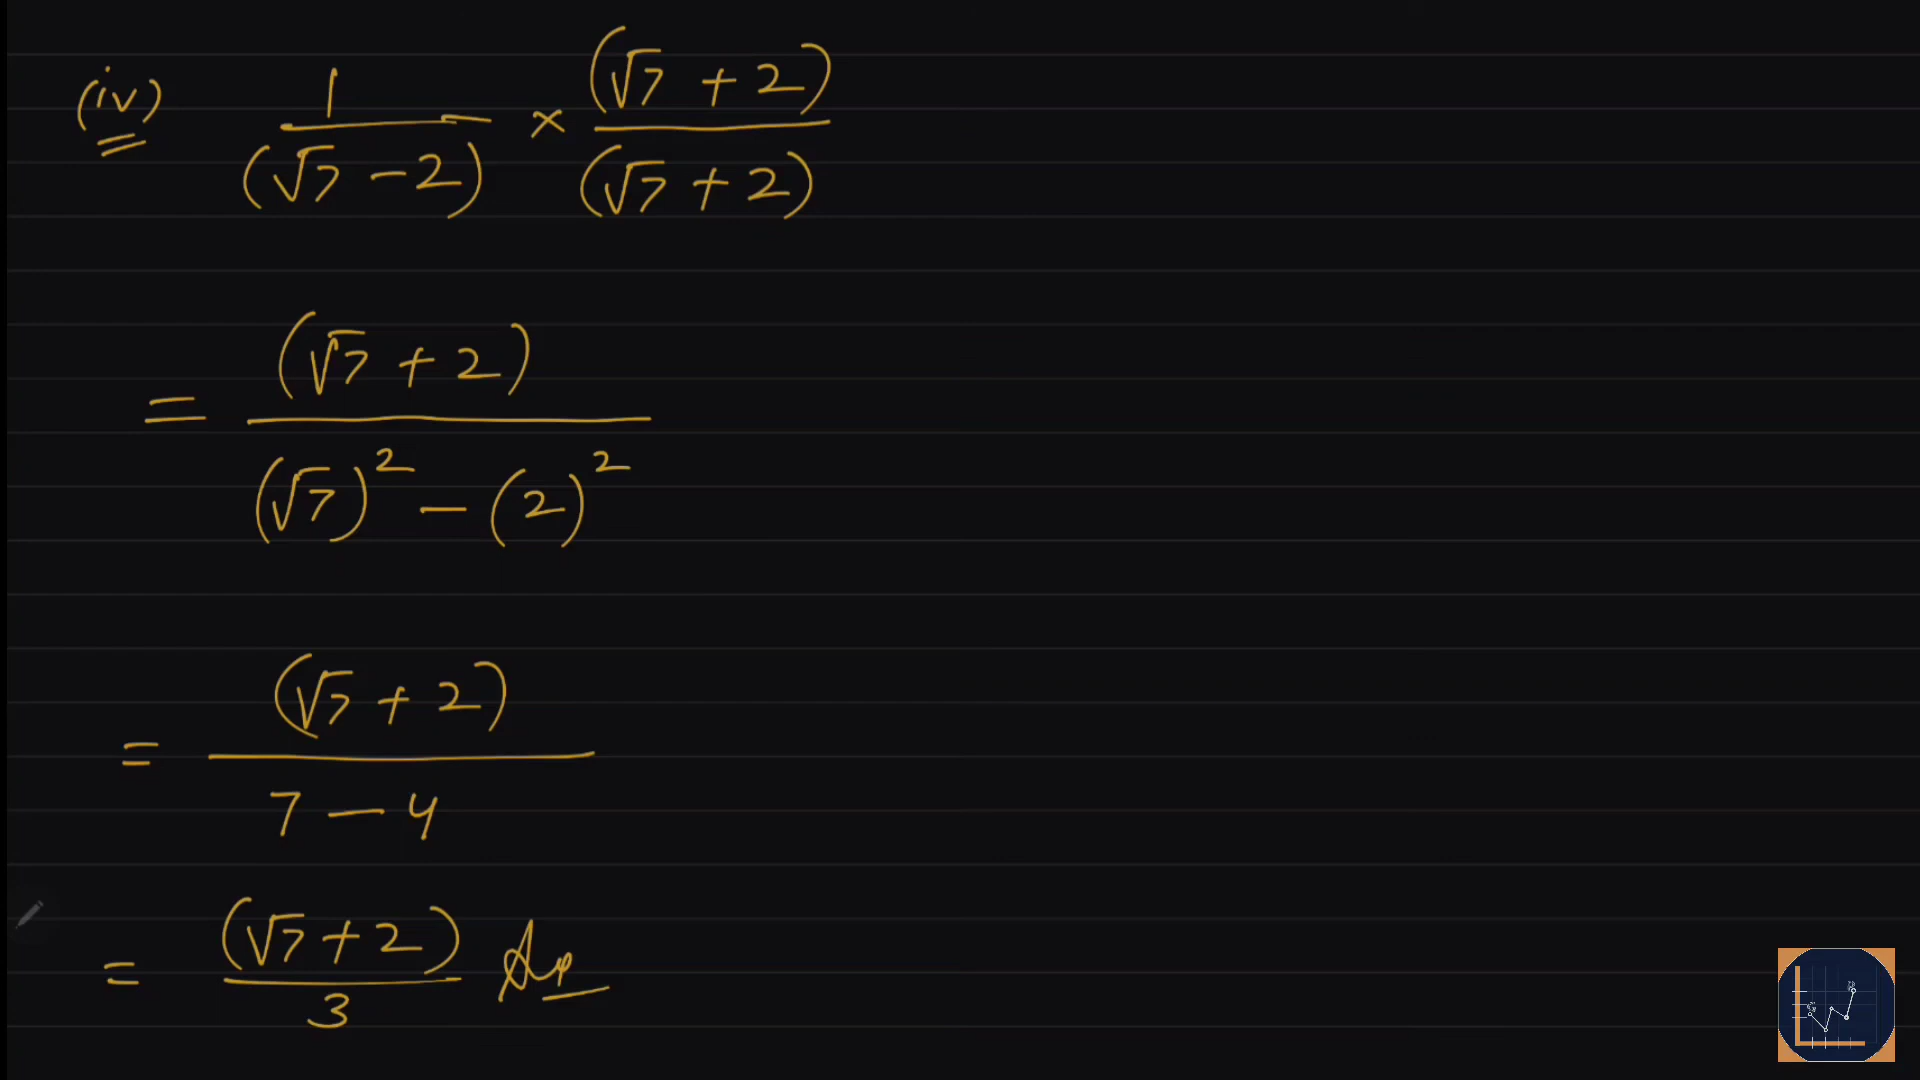 (iv) 1/(√7 - 2) × (√7 + 2)/(√7 + 2)
= (√7 + 2)/((√7)² - (2)²)
= (√7 + 2)/(7 - 4)
= (√7 + 2)/3